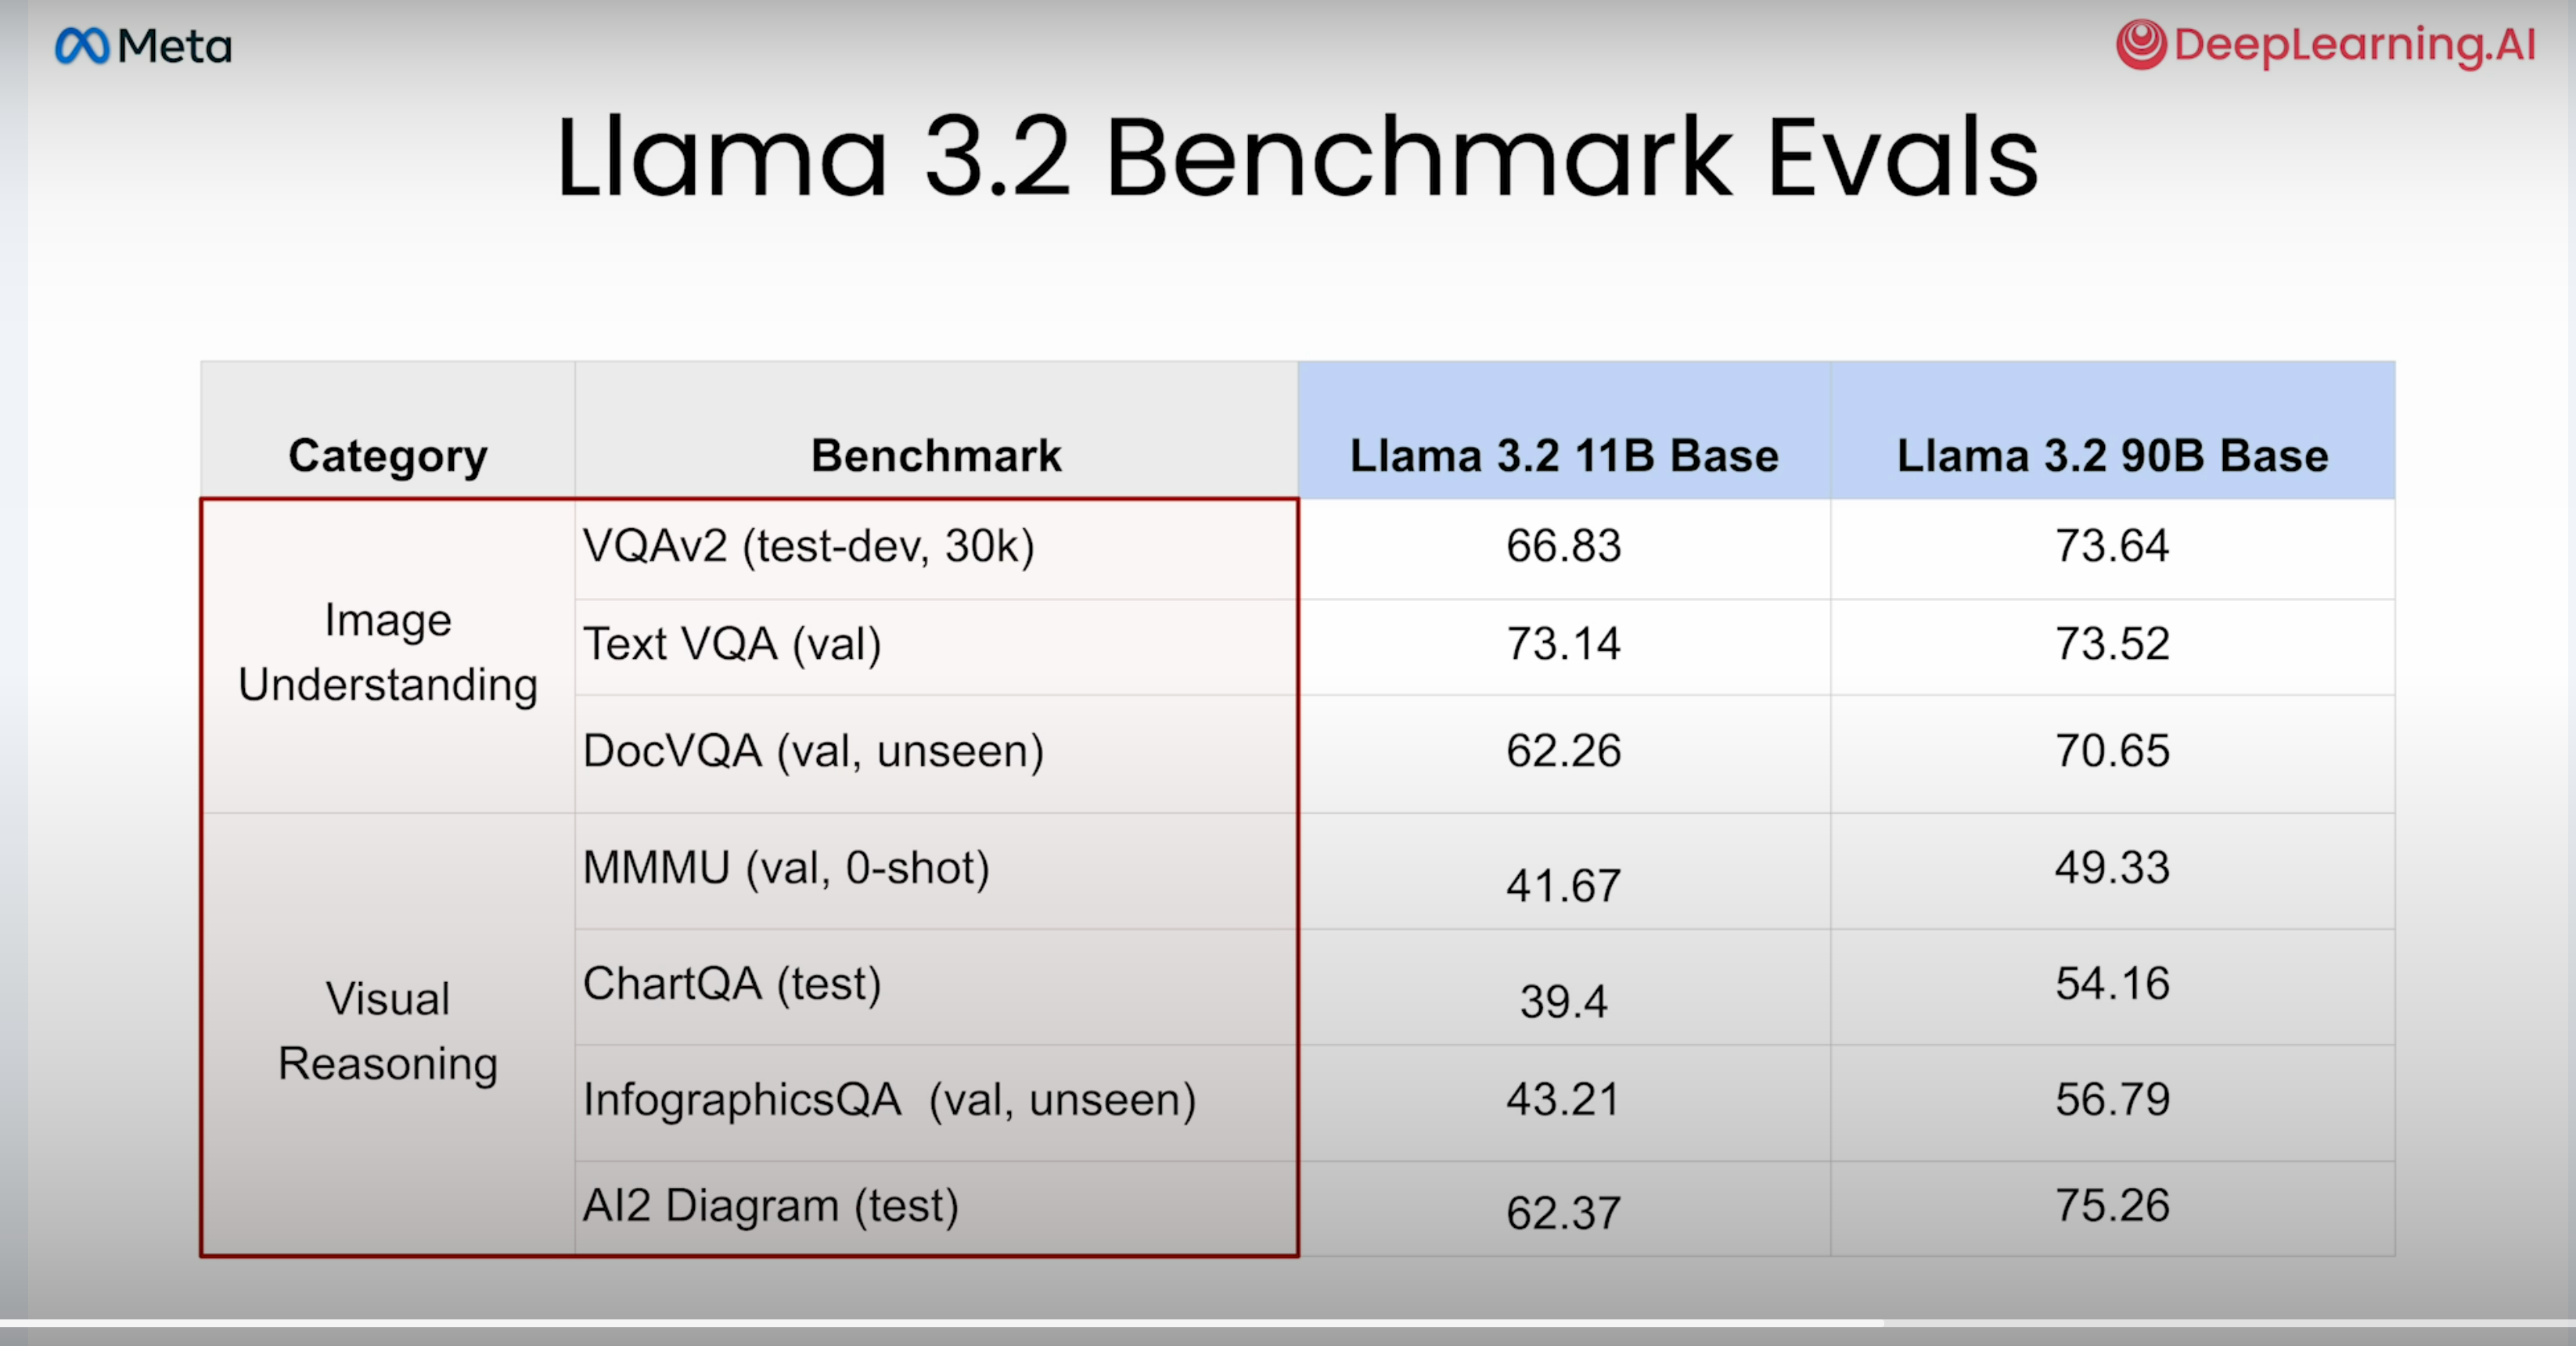 Meta
DeepLearning.AI
Llama 3.2 Benchmark Evals
Category Benchmark Llama 3.2 11B Base Llama 3.2 90B Base
Image
Understanding
VQAv2 (test-dev, 30k) 66.83 73.64
Text VQA (val) 73.14 73.52
DocVQA (val, unseen) 62.26 70.65
Visual
Reasoning
MMMU (val, 0-shot) 41.67 49.33
ChartQA (test) 39.4 54.16
InfographicsQA (val, unseen) 43.21 56.79
AI2 Diagram (test) 62.37 75.26